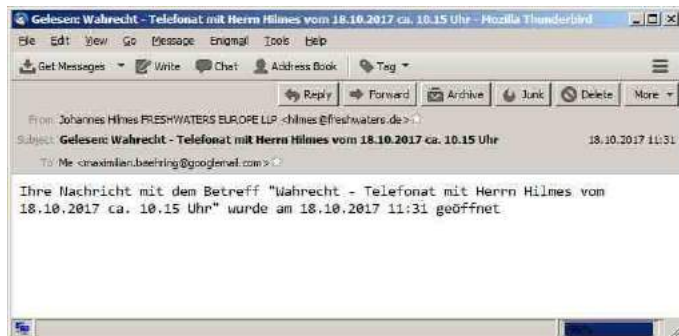 Gelesen: Wahrecht - Telefonat mit Herrn Hilmes vom 18.10.2017 ca. 10.15 Uhr - Mozilla Thunderbird
File Edit View Go Message Enigmail Tools Help
Get Messages Write Chat Address Book Tag
Reply Forward Archive Junk Delete More
From Johannes Hilmes FRESHWATERS EUROPE LLP <hilmes@freshwaters.de>
Subject Gelesen: Wahrecht - Telefonat mit Herrn Hilmes vom 18.10.2017 ca. 10.15 Uhr 18.10.2017 11:31
To Me <maximilian.baehring@googlemail.com>
Ihre Nachricht mit dem Betreff "Wahrecht - Telefonat mit Herrn Hilmes vom
18.10.2017 ca. 10.15 Uhr" wurde am 18.10.2017 11:31 geöffnet